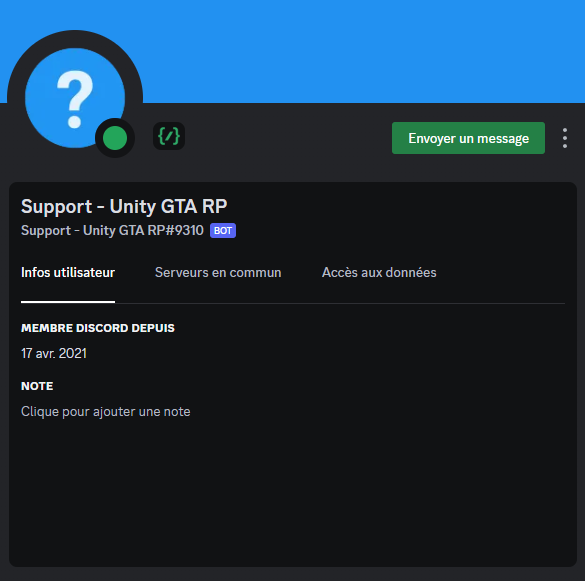 ?
{/}
Envoyer un message
Support - Unity GTA RP
Support - Unity GTA RP#9310 BOT
Infos utilisateur Serveurs en commun Accès aux données
MEMBRE DISCORD DEPUIS
17 avr. 2021
NOTE
Clique pour ajouter une note